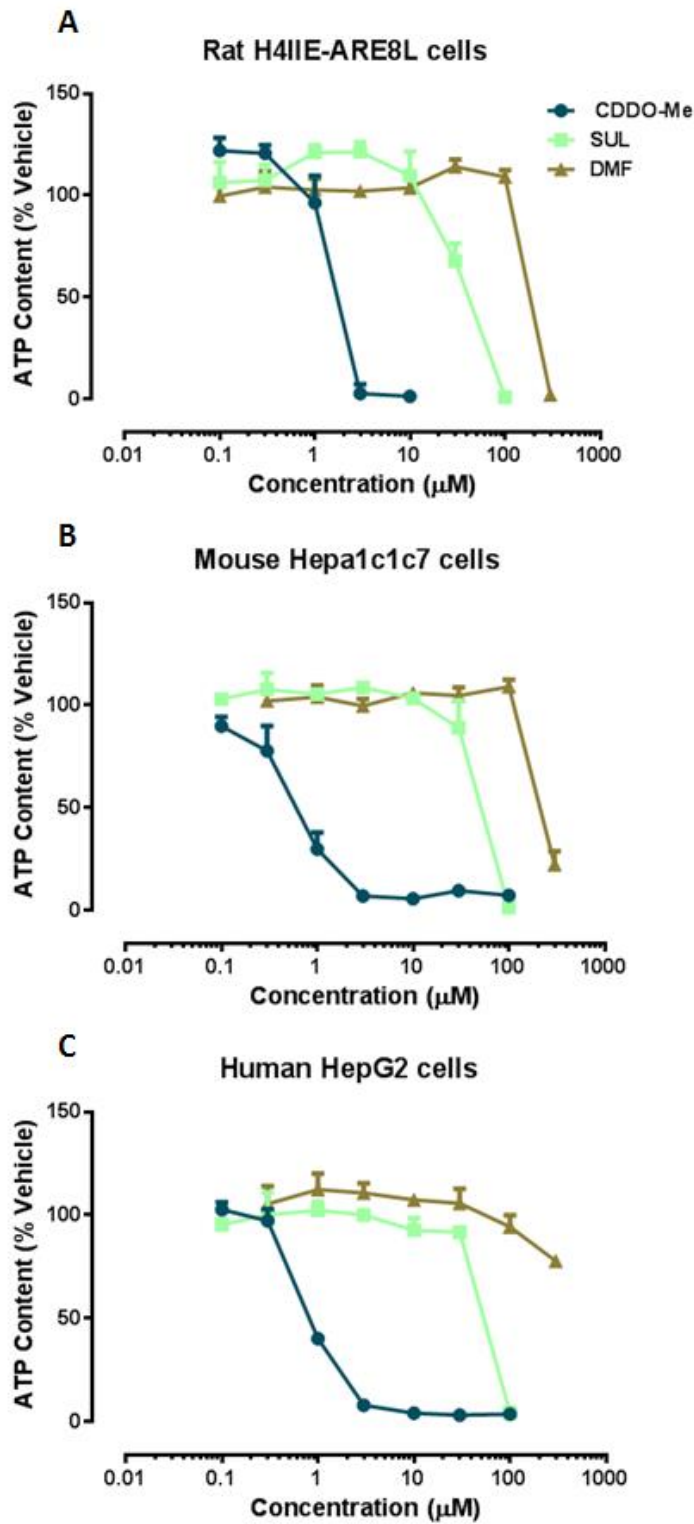 A
Rat H4IIE-ARE8L cells
150
100
50
0
ATP Content (% Vehicle)
CDDO-Me
SUL
DMF
0.01 0.1 1 10 100 1000
Concentration (μM)
B
Mouse Hepa1c1c7 cells
150
100
50
0
ATP Content (% Vehicle)
0.01 0.1 1 10 100 1000
Concentration (μM)
C
Human HepG2 cells
150
100
50
0
ATP Content (% Vehicle)
0.01 0.1 1 10 100 1000
Concentration (μM)